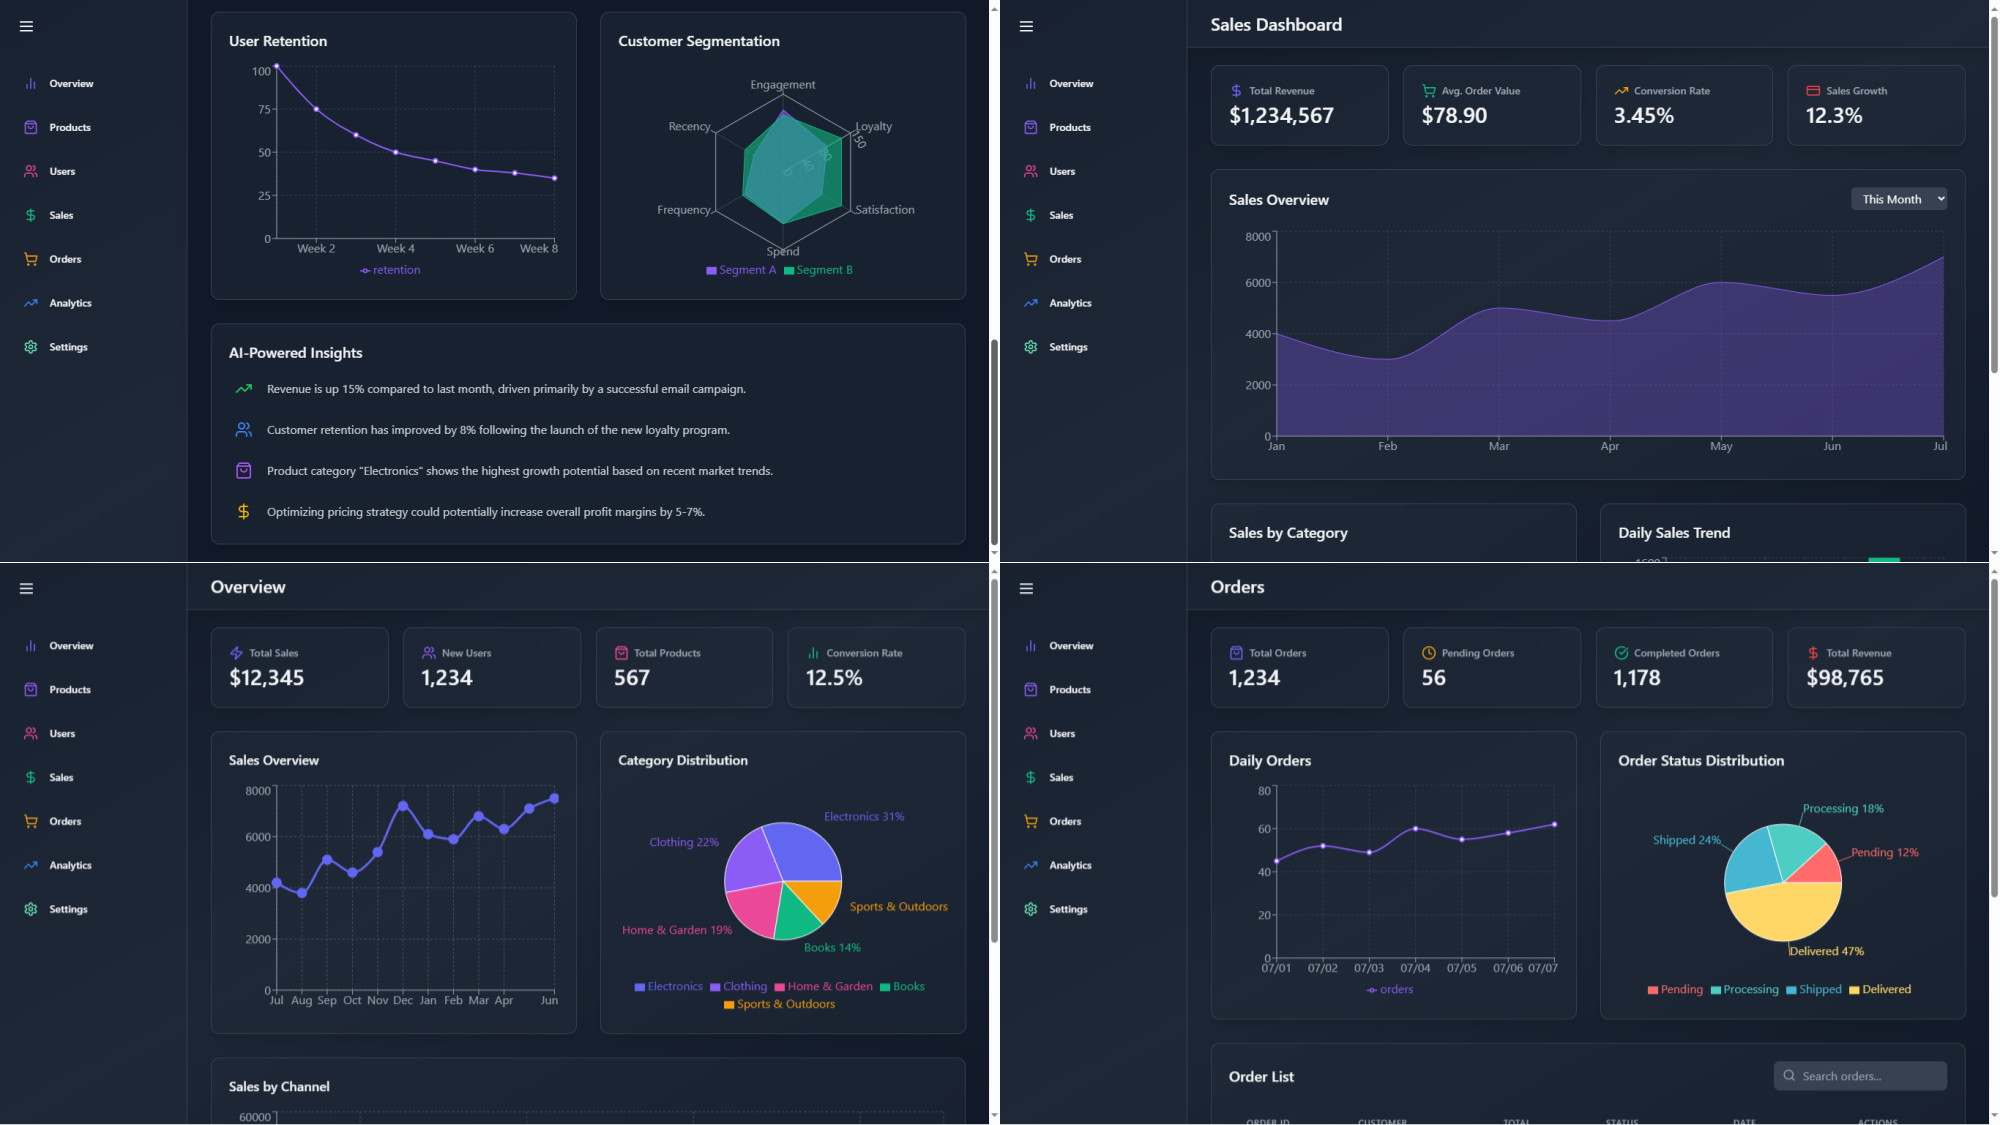 Overview
Products
Users
Sales
Orders
Analytics
Settings
User Retention
100
75
50
25
0
Week 2 Week 4 Week 6 Week 8
retention
Customer Segmentation
Engagement
Loyalty
Satisfaction
Spend
Frequency
Recency
150
0
Segment A Segment B
AI-Powered Insights
Revenue is up 15% compared to last month, driven primarily by a successful email campaign.
Customer retention has improved by 8% following the launch of the new loyalty program.
Product category "Electronics" shows the highest growth potential based on recent market trends.
Optimizing pricing strategy could potentially increase overall profit margins by 5-7%.
Overview
Products
Users
Sales
Orders
Analytics
Settings
Sales Dashboard
Total Revenue
$1,234,567
Avg. Order Value
$78.90
Conversion Rate
3.45%
Sales Growth
12.3%
Sales Overview
This Month
8000
6000
4000
2000
0
Jan Feb Mar Apr May Jun Jul
Sales by Category
Daily Sales Trend
1600
Overview
Products
Users
Sales
Orders
Analytics
Settings
Overview
Total Sales
$12,345
New Users
1,234
Total Products
567
Conversion Rate
12.5%
Sales Overview
8000
6000
4000
2000
0
Jul Aug Sep Oct Nov Dec Jan Feb Mar Apr Jun
Category Distribution
Electronics 31%
Clothing 22%
Sports & Outdoors
Home & Garden 19%
Books 14%
Electronics Clothing Home & Garden Books
Sports & Outdoors
Sales by Channel
60000
Overview
Products
Users
Sales
Orders
Analytics
Settings
Orders
Total Orders
1,234
Pending Orders
56
Completed Orders
1,178
Total Revenue
$98,765
Daily Orders
80
60
40
20
0
07/01 07/02 07/03 07/04 07/05 07/06 07/07
orders
Order Status Distribution
Processing 18%
Shipped 24%
Pending 12%
Delivered 47%
Pending Processing Shipped Delivered
Order List
Search orders...
ORDER ID CUSTOMER TOTAL STATUS DATE ACTIONS